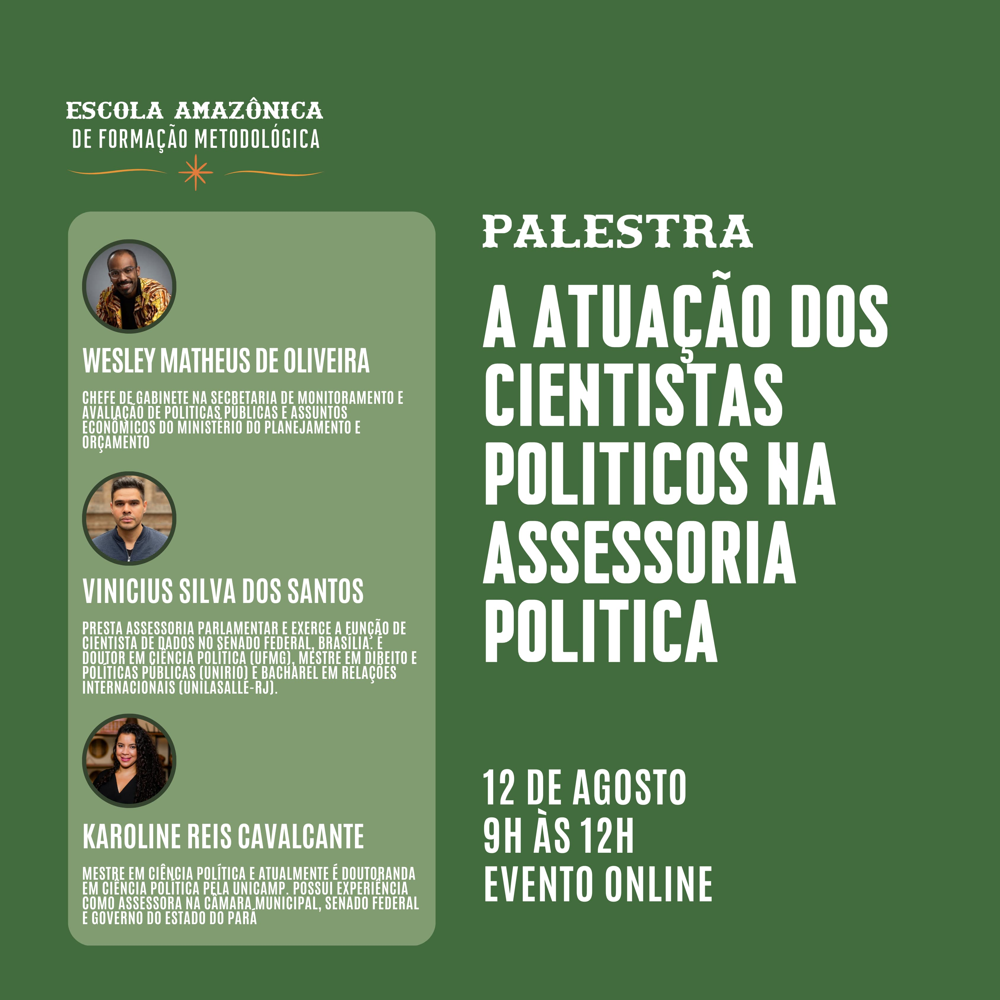 ESCOLA AMAZÔNICA
DE FORMAÇÃO METODOLÓGICA
WESLEY MATHEUS DE OLIVEIRA
CHEFE DE GABINETE NA SECRETARIA DE MONITORAMENTO E
AVALIAÇÃO DE POLITICAS PÚBLICAS E ASSUNTOS
ECONÔMICOS DO MINISTÉRIO DO PLANEJAMENTO E
ORÇAMENTO
VINICIUS SILVA DOS SANTOS
PRESTA ASSESSORIA PARLAMENTAR E EXERCE A FUNÇÃO DE
CIENTISTA DE DADOS NO SENADO FEDERAL, BRASÍLIA. É
DOUTOR EM CIÊNCIA POLÍTICA (UFMG), MESTRE EM DIREITO E
POLÍTICAS PÚBLICAS (UNIRIO) E BACHAREL EM RELAÇÕES
INTERNACIONAIS (UNILASALLE-RJ).
KAROLINE REIS CAVALCANTE
MESTRE EM CIÊNCIA POLÍTICA E ATUALMENTE É DOUTORANDA
EM CIÊNCIA POLÍTICA PELA UNICAMP. POSSUI EXPERIÊNCIA
COMO ASSESSORA NA CÂMARA MUNICIPAL, SENADO FEDERAL
E GOVERNO DO ESTADO DO PARÁ
PALESTRA
A ATUAÇÃO DOS
CIENTISTAS
POLITICOS NA
ASSESSORIA
POLITICA
12 DE AGOSTO
9H ÀS 12H
EVENTO ONLINE